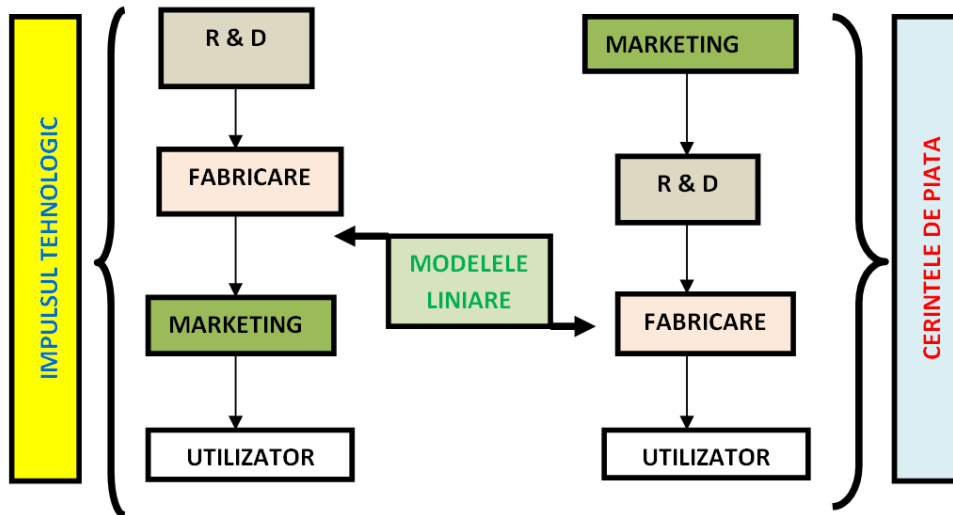 IMPULSUL TEHNOLOGIC
R & D
FABRICARE
MARKETING
UTILIZATOR
MODELELE
LINIARE
MARKETING
R & D
FABRICARE
UTILIZATOR
CERINTELE DE PIATA